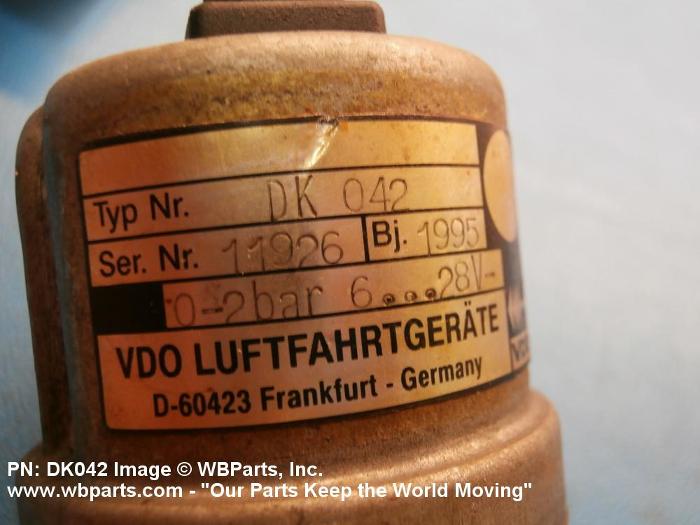 Typ Nr. DK 042
Ser. Nr. 11926 Bj. 1995
0-2bar 6...28V-
VDO LUFTFAHRTGERÄTE
D-60423 Frankfurt - Germany
PN: DK042 Image © WBParts, Inc.
www.wbparts.com - "Our Parts Keep the World Moving"